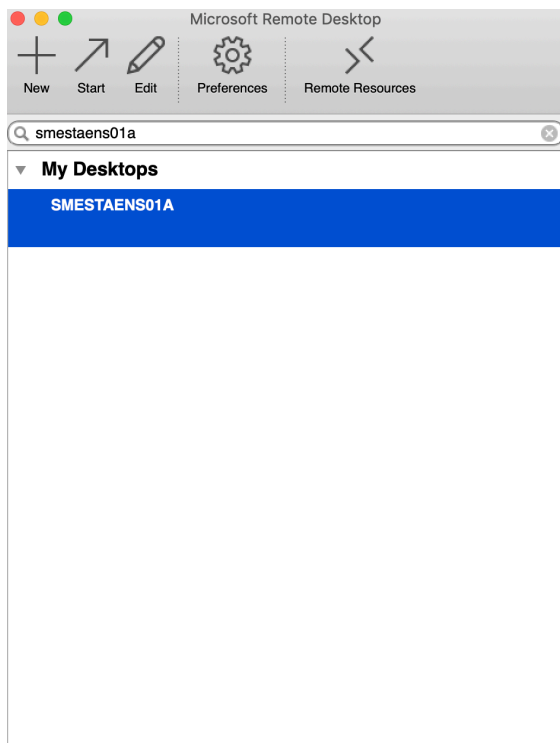 Microsoft Remote Desktop
New Start Edit Preferences Remote Resources
smestaens01a
My Desktops
SMESTAENS01A